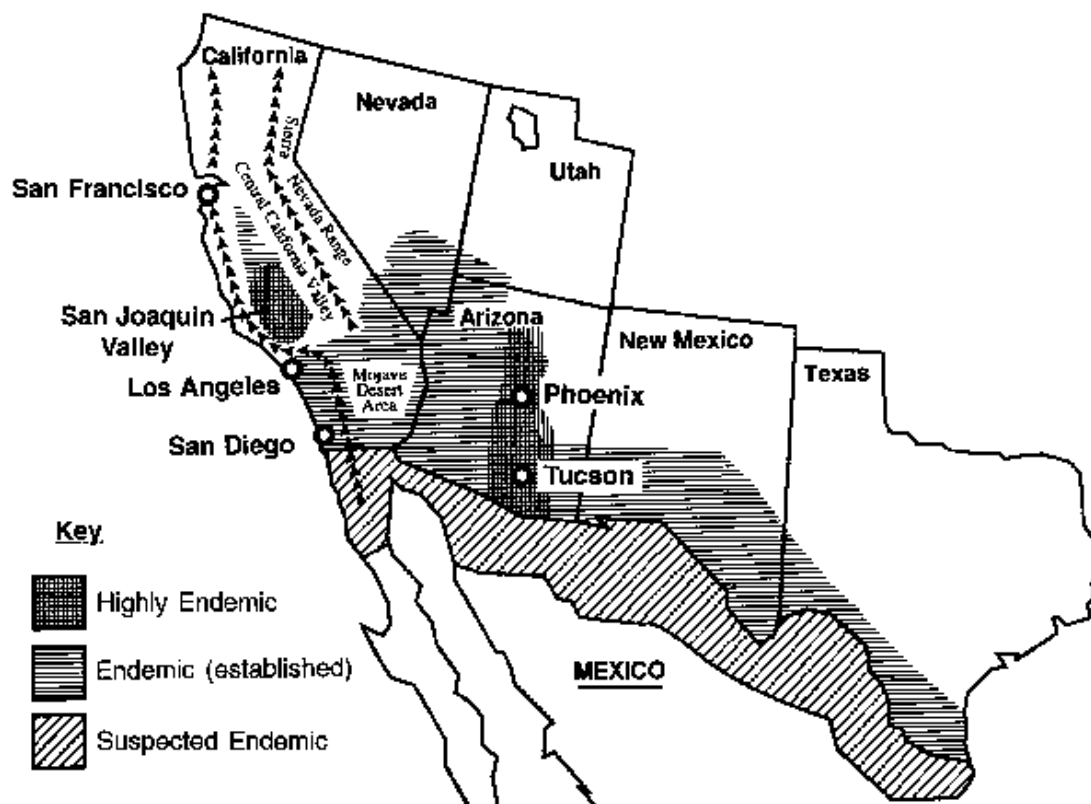 California
Nevada
Utah
Sierra
Nevada Range
San Francisco
Central California Valley
San Joaquin
Valley
Arizona
New Mexico
Texas
Los Angeles
Mojave
Desert
Area
Phoenix
San Diego
Tucson
Key
Highly Endemic
Endemic (established)
Suspected Endemic
MEXICO